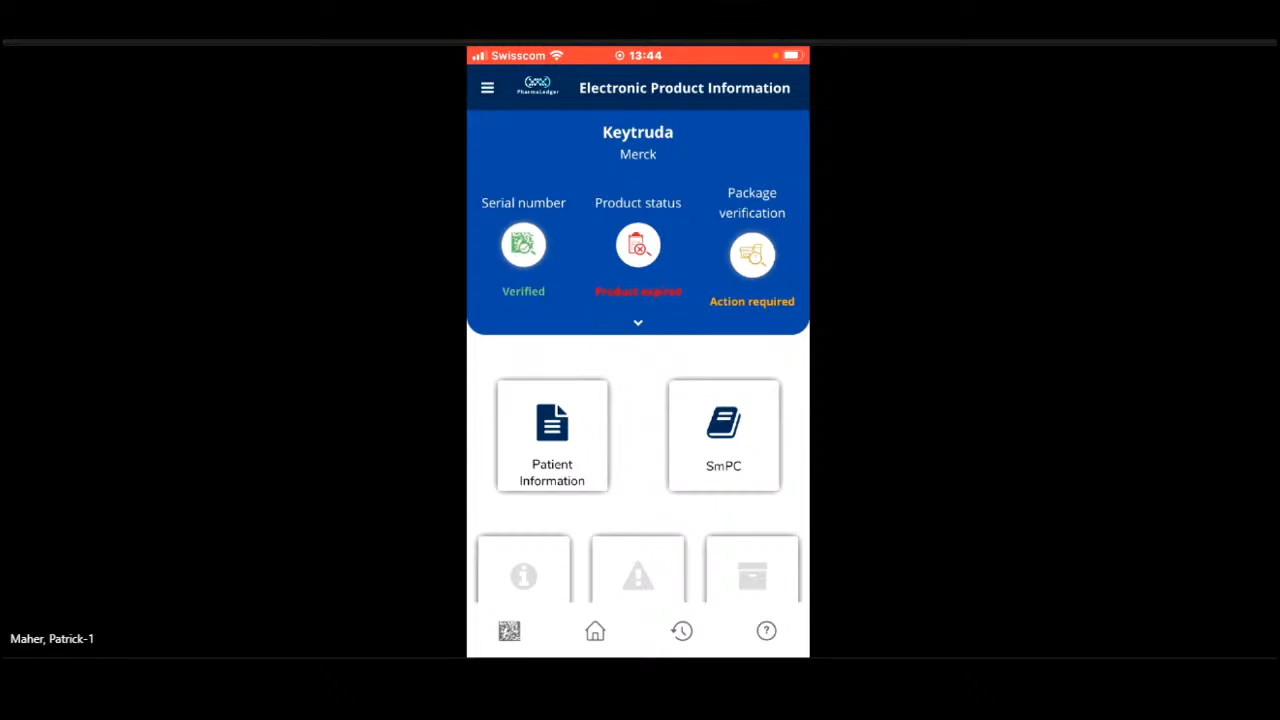 Swisscom 13:44
PharmaLedger
Electronic Product Information
Keytruda
Merck
Serial number
Product status
Package
verification
Verified
Product expired
Action required
Patient
Information
SmPC
Maher, Patrick-1